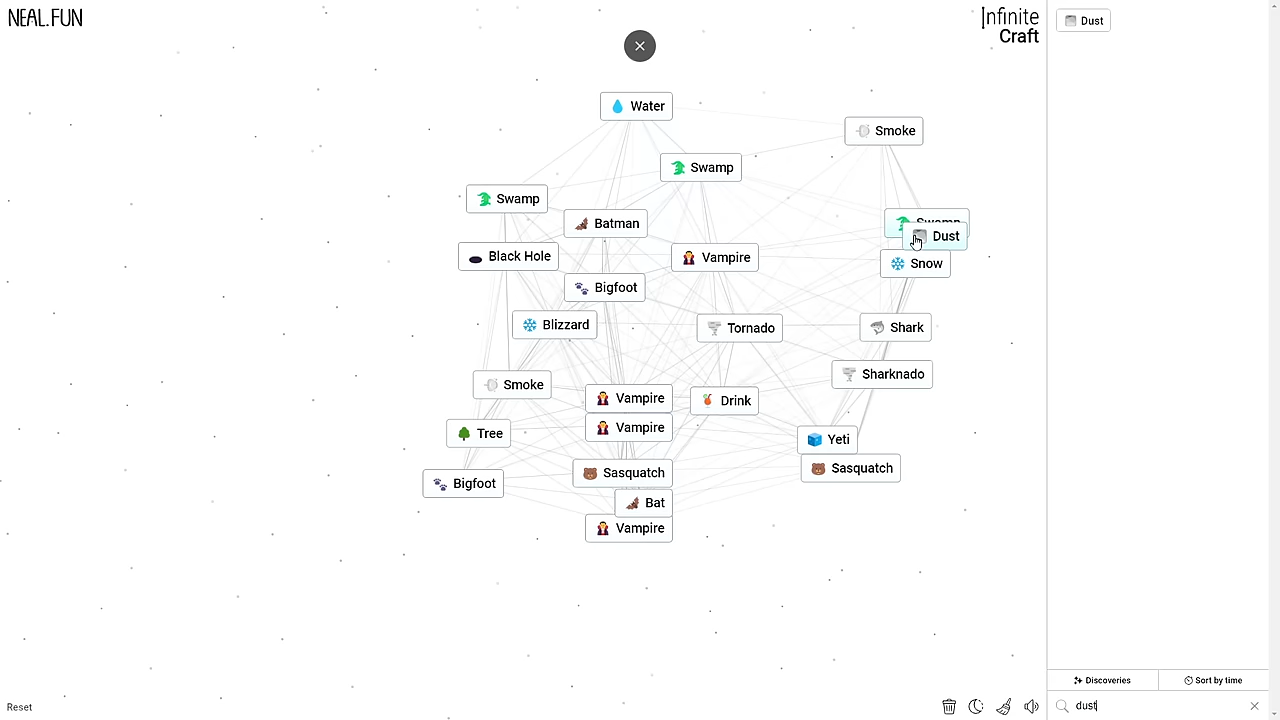 NEAL.FUN
Infinite
Craft
Dust
Water
Smoke
Swamp
Swamp
Batman
Swamp
Dust
Black Hole
Vampire
Snow
Bigfoot
Blizzard
Tornado
Shark
Sharknado
Smoke
Vampire
Drink
Vampire
Tree
Yeti
Sasquatch
Sasquatch
Bigfoot
Bat
Vampire
Discoveries
Sort by time
Reset
dust